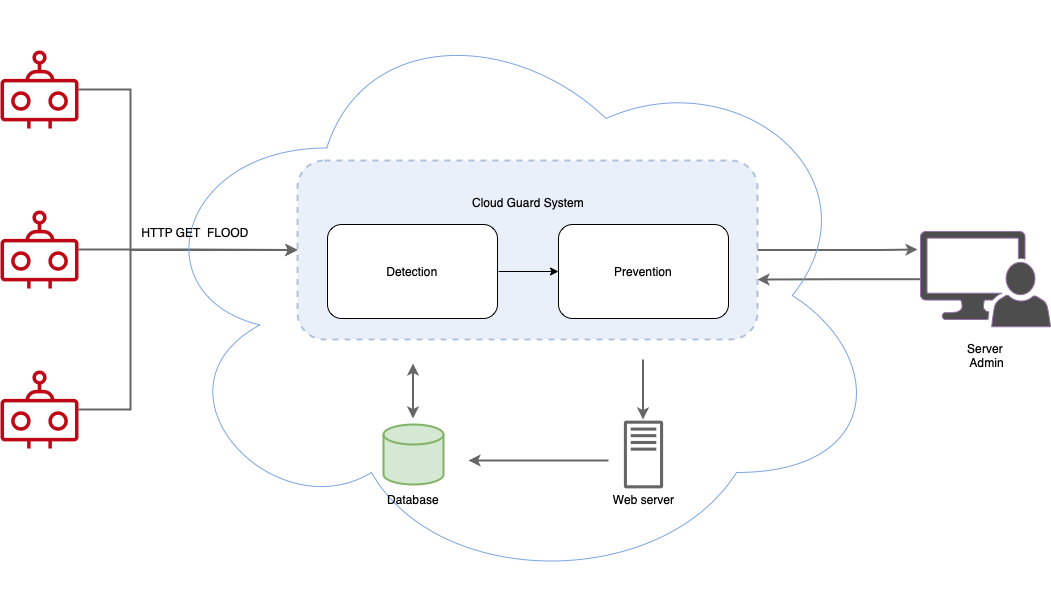 Cloud Guard System
HTTP GET  FLOOD
Detection
Prevention
Server
Admin
Database
Web server